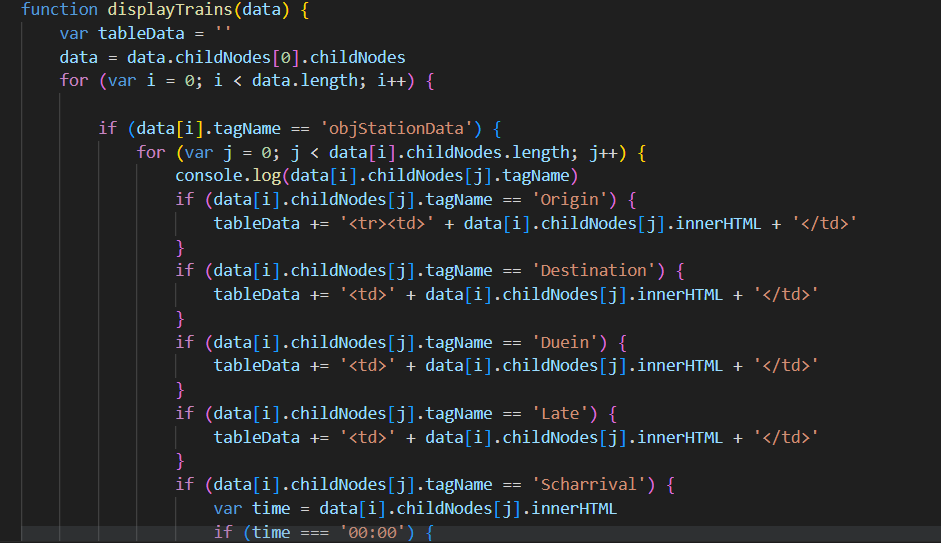 function displayTrains(data) {
var tableData = ''
data = data.childNodes[0].childNodes
for (var i = 0; i < data.length; i++) {
if (data[i].tagName == 'objStationData') {
for (var j = 0; j < data[i].childNodes.length; j++) {
console.log(data[i].childNodes[j].tagName)
if (data[i].childNodes[j].tagName == 'Origin') {
tableData += '<tr><td>' + data[i].childNodes[j].innerHTML + '</td>'
}
if (data[i].childNodes[j].tagName == 'Destination') {
tableData += '<td>' + data[i].childNodes[j].innerHTML + '</td>'
}
if (data[i].childNodes[j].tagName == 'Duein') {
tableData += '<td>' + data[i].childNodes[j].innerHTML + '</td>'
}
if (data[i].childNodes[j].tagName == 'Late') {
tableData += '<td>' + data[i].childNodes[j].innerHTML + '</td>'
}
if (data[i].childNodes[j].tagName == 'Scharrival') {
var time = data[i].childNodes[j].innerHTML
if (time === '00:00') {